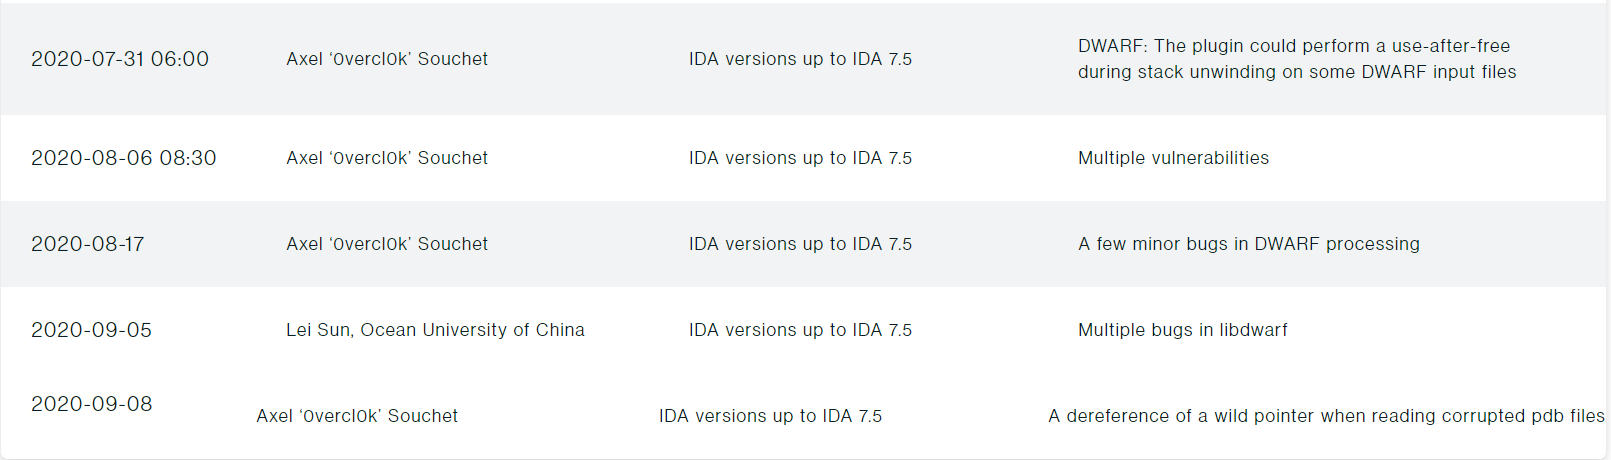 2020-07-31 06:00 Axel ‘0vercl0k’ Souchet IDA versions up to IDA 7.5 DWARF: The plugin could perform a use-after-free
during stack unwinding on some DWARF input files
2020-08-06 08:30 Axel ‘0vercl0k’ Souchet IDA versions up to IDA 7.5 Multiple vulnerabilities
2020-08-17 Axel ‘0vercl0k’ Souchet IDA versions up to IDA 7.5 A few minor bugs in DWARF processing
2020-09-05 Lei Sun, Ocean University of China IDA versions up to IDA 7.5 Multiple bugs in libdwarf
2020-09-08 Axel ‘0vercl0k’ Souchet IDA versions up to IDA 7.5 A dereference of a wild pointer when reading corrupted pdb files